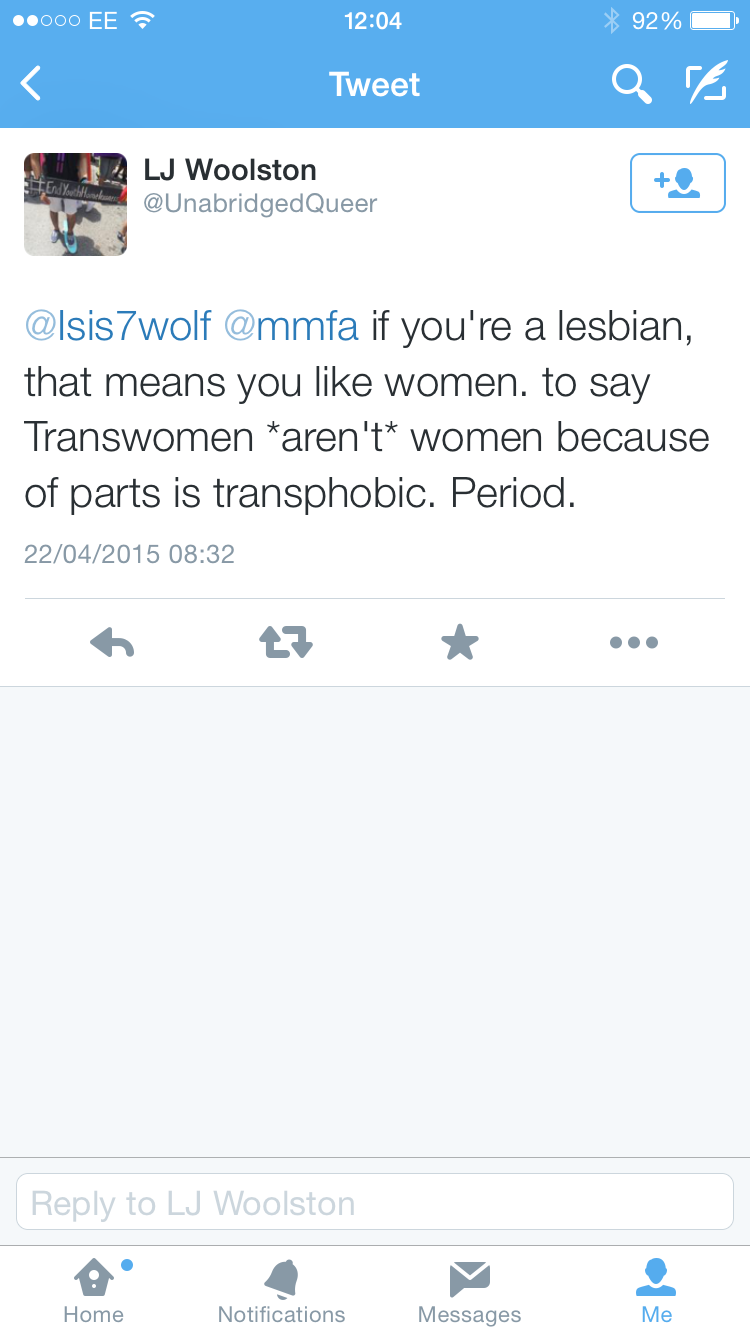 EE 12:04 92%
Tweet
LJ Woolston
@UnabridgedQueer
@Isis7wolf @mmfa if you're a lesbian,
that means you like women. to say
Transwomen *aren't* women because
of parts is transphobic. Period.
22/04/2015 08:32
Reply to LJ Woolston
Home Notifications Messages Me